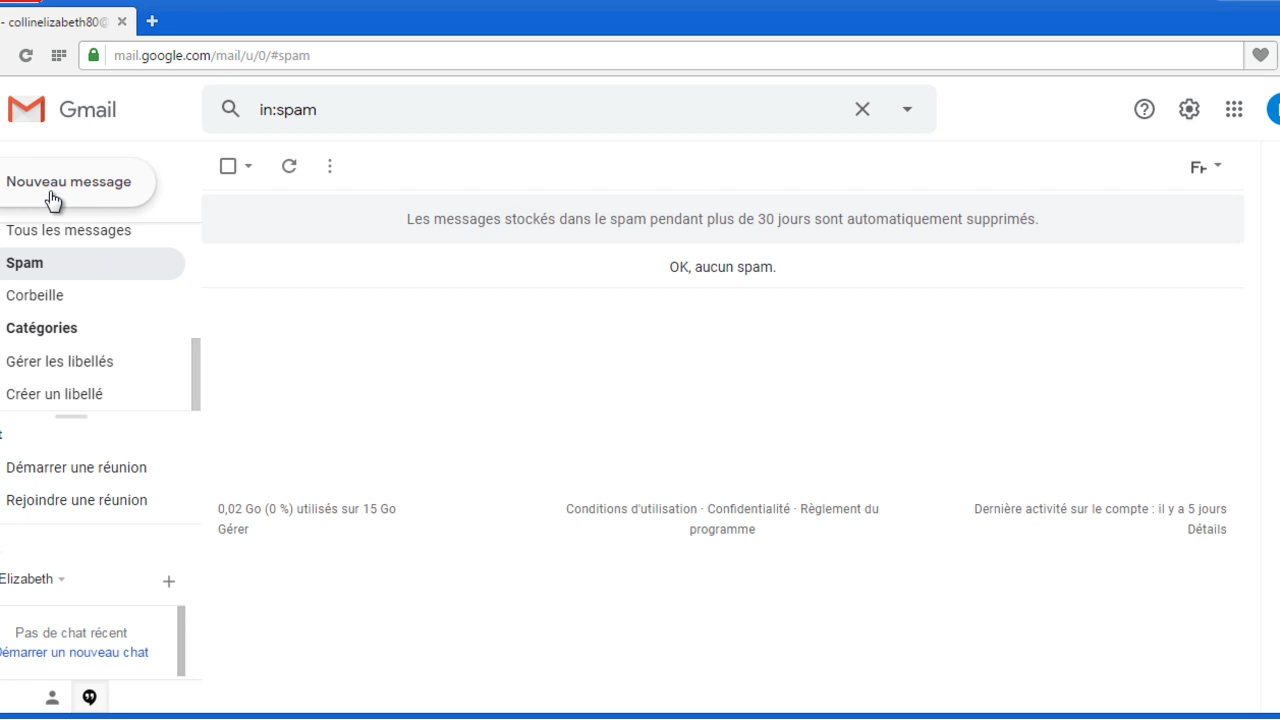 - collinelizabeth80@
mail.google.com/mail/u/0/#spam
Gmail
in:spam
Nouveau message
Tous les messages
Spam
Corbeille
Catégories
Gérer les libellés
Créer un libellé
t
Démarrer une réunion
Rejoindre une réunion
Elizabeth
Pas de chat récent
Démarrer un nouveau chat
Les messages stockés dans le spam pendant plus de 30 jours sont automatiquement supprimés.
OK, aucun spam.
0,02 Go (0 %) utilisés sur 15 Go
Gérer
Conditions d'utilisation · Confidentialité · Règlement du
programme
Dernière activité sur le compte : il y a 5 jours
Détails